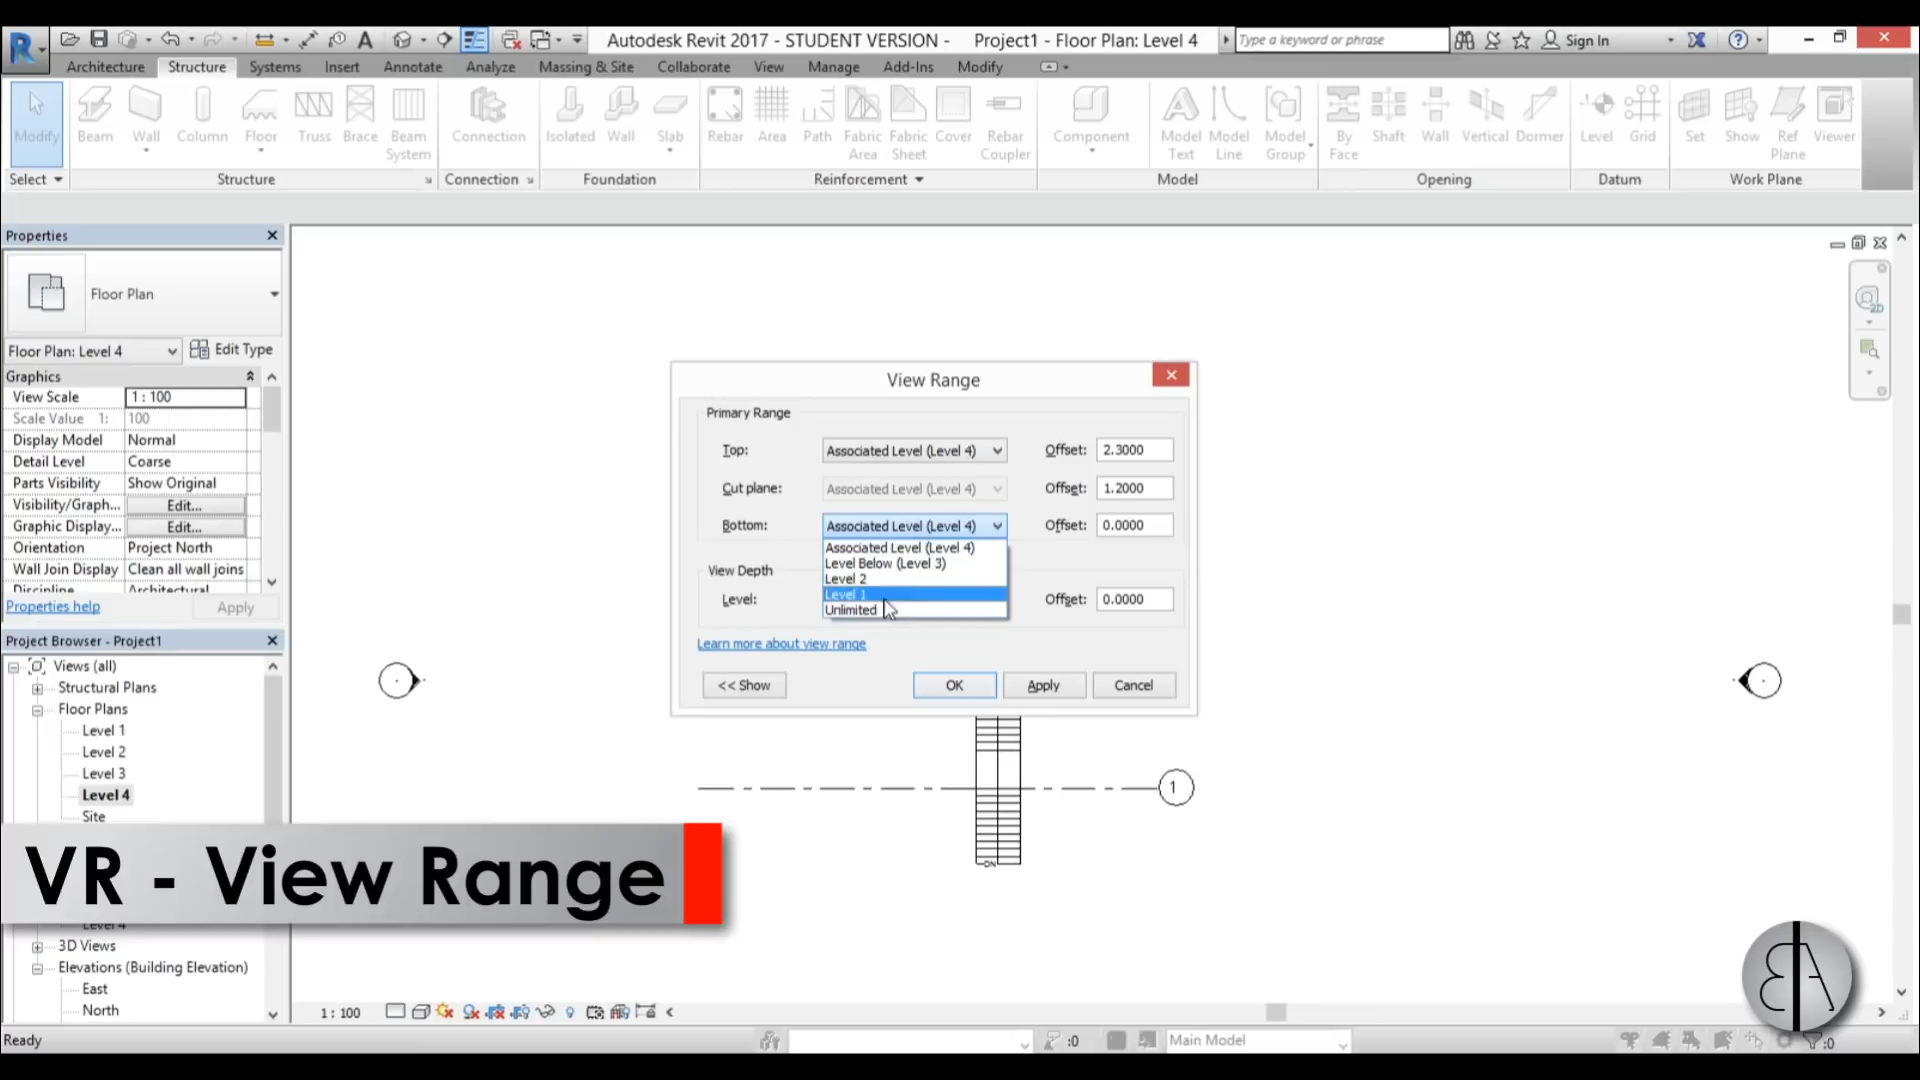 Autodesk Revit 2017 - STUDENT VERSION - Project1 - Floor Plan: Level 4
Type a keyword or phrase
Sign In
Architecture Structure Systems Insert Annotate Analyze Massing & Site Collaborate View Manage Add-Ins Modify
Modify Beam Wall Column Floor Truss Brace Beam System Connection Isolated Wall Slab Rebar Area Path Fabric Area Fabric Sheet Cover Rebar Coupler Component Model Text Model Line Model Group By Face Shaft Wall Vertical Dormer Level Grid Set Show Ref Plane Viewer
Select Structure Connection Foundation Reinforcement Model Opening Datum Work Plane
Properties
Floor Plan
Floor Plan: Level 4 Edit Type
Graphics
View Scale 1 : 100
Scale Value 1: 100
Display Model Normal
Detail Level Coarse
Parts Visibility Show Original
Visibility/Graph... Edit...
Graphic Display... Edit...
Orientation Project North
Wall Join Display Clean all wall joins
Discipline Architectural
Properties help Apply
Project Browser - Project1
Views (all)
Structural Plans
Floor Plans
Level 1
Level 2
Level 3
Level 4
Site
Level 4
3D Views
Elevations (Building Elevation)
East
North
View Range
Primary Range
Top: Associated Level (Level 4) Offset: 2.3000
Cut plane: Associated Level (Level 4) Offset: 1.2000
Bottom: Associated Level (Level 4) Offset: 0.0000
Associated Level (Level 4)
Level Below (Level 3)
Level 2
Level 1
Unlimited
View Depth
Level: Offset: 0.0000
Learn more about view range
<< Show OK Apply Cancel
1
DN
2D
VR - View Range
1 : 100
Ready
:0
Main Model
:0